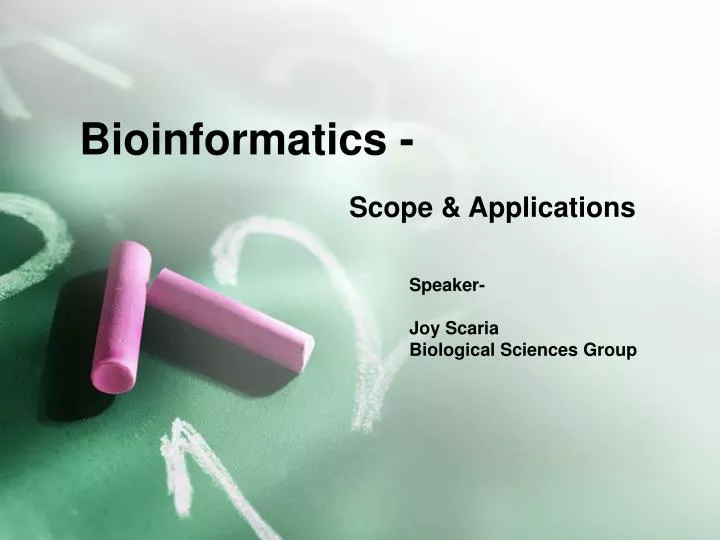 Bioinformatics -
Scope & Applications
Speaker-
Joy Scaria
Biological Sciences Group